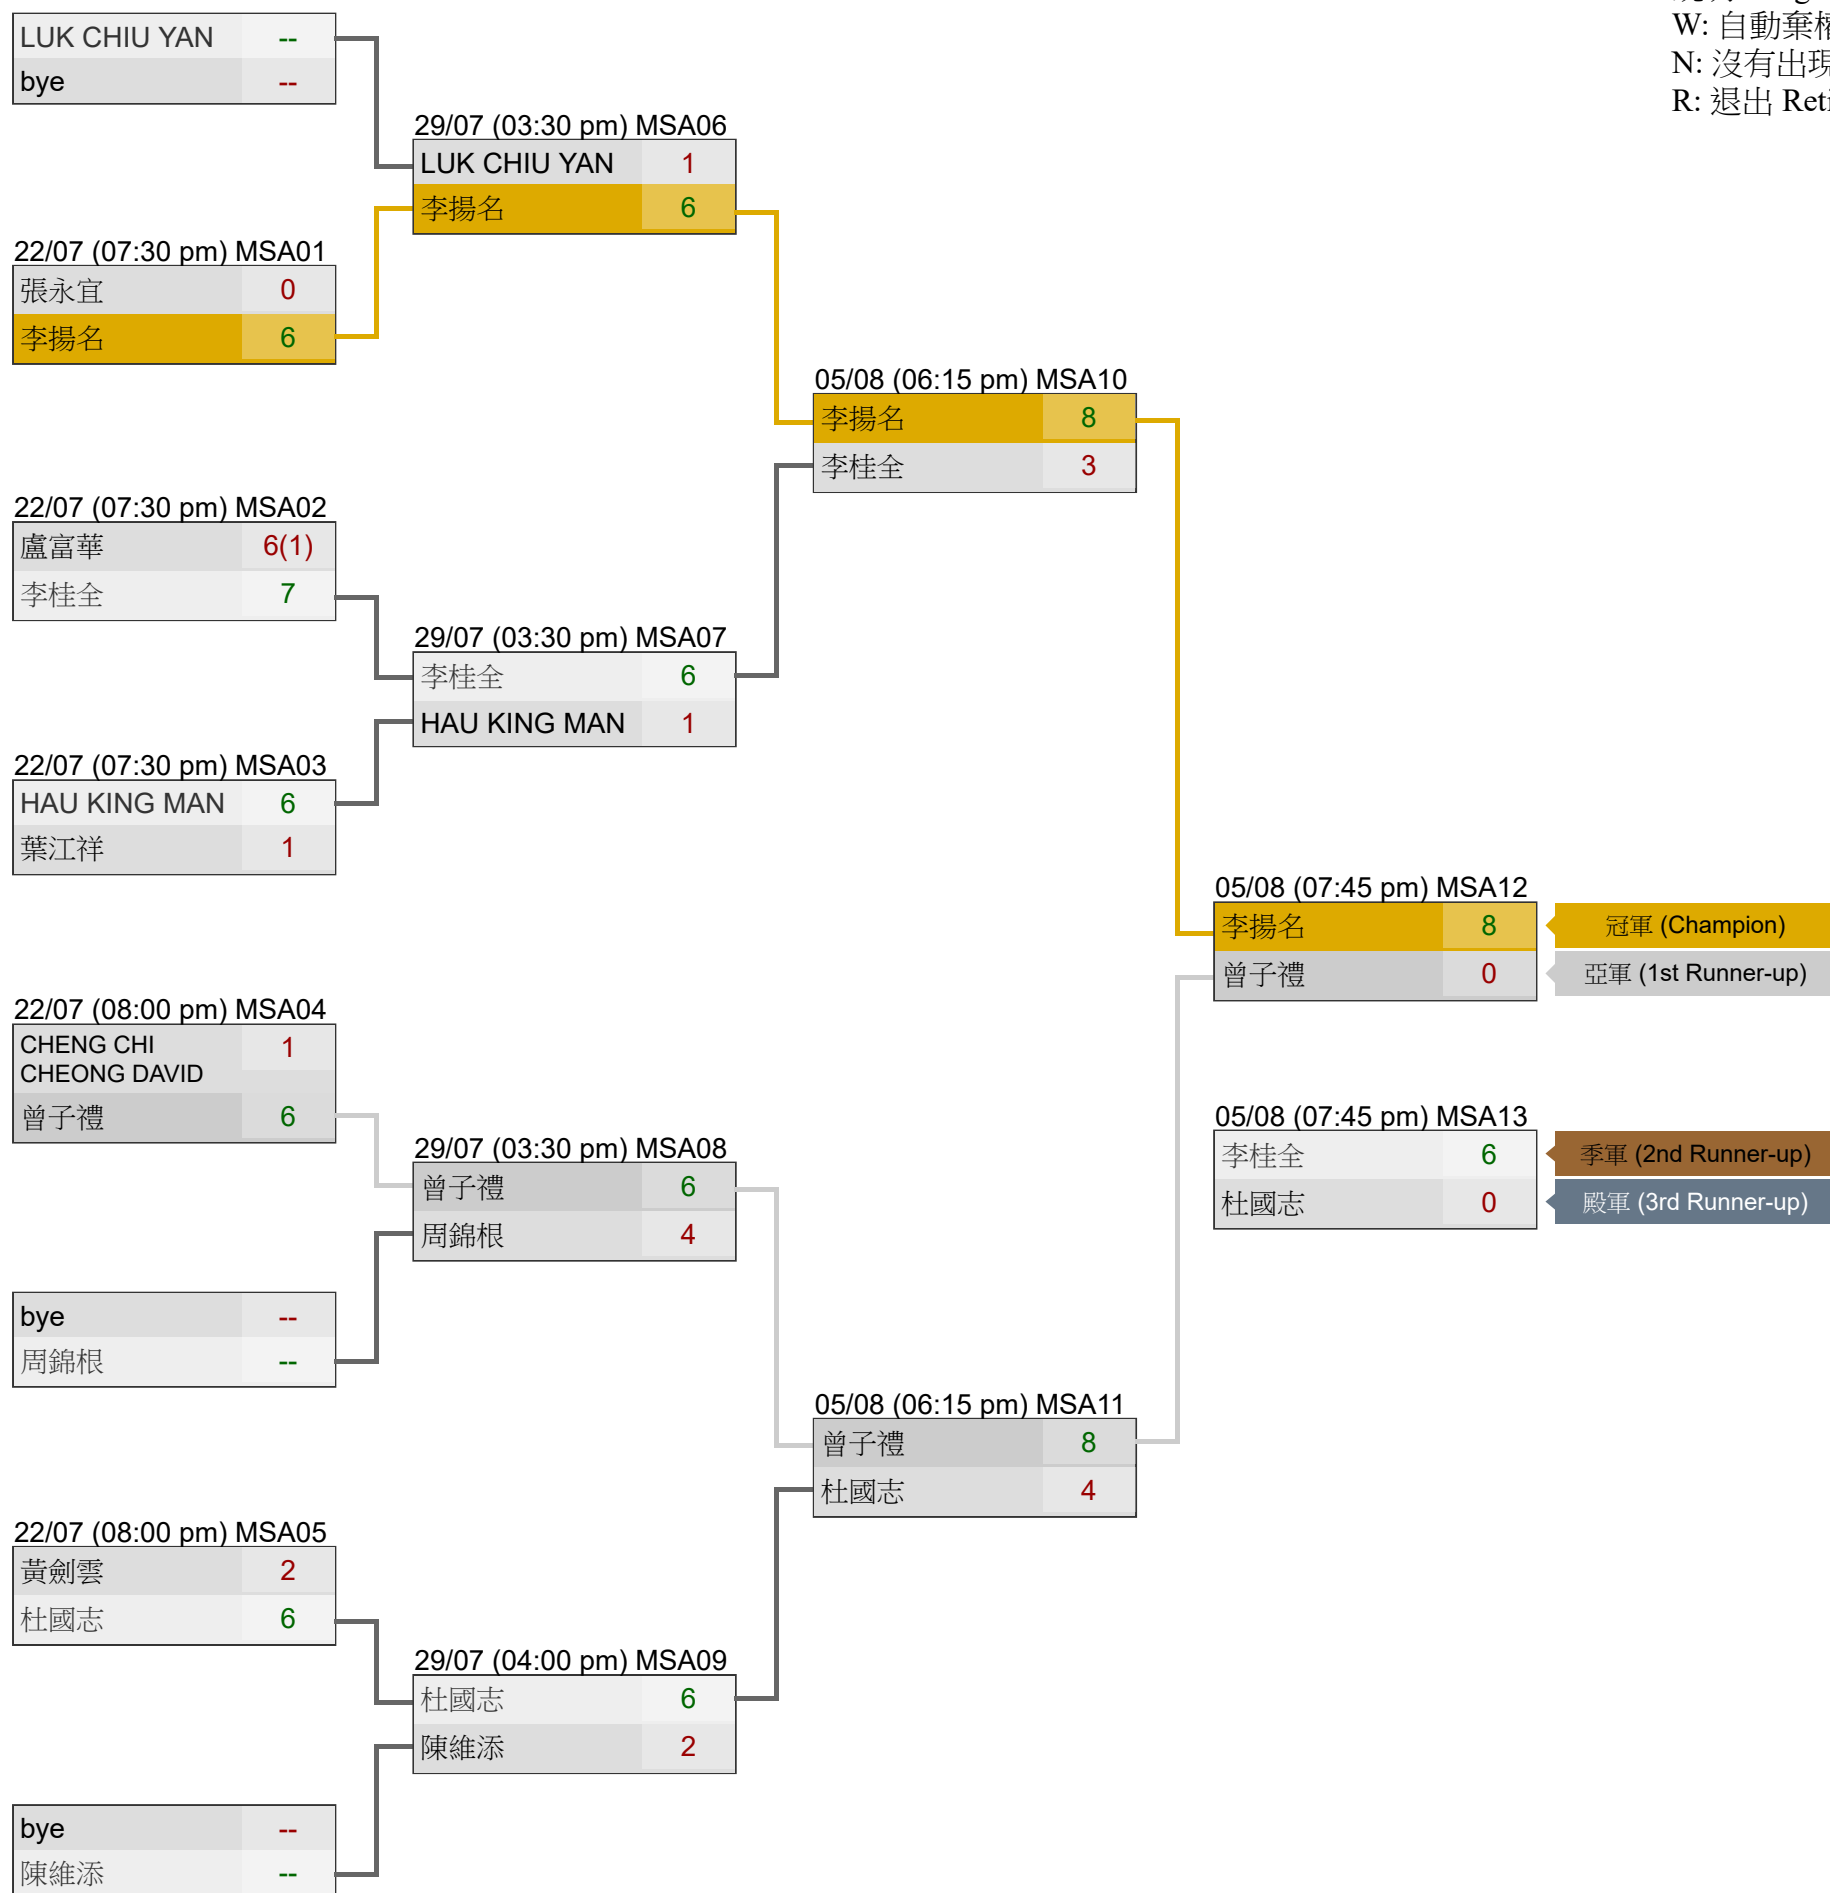 W: 自動棄
N: 沒有出現
R: 退出 Reti
LUK CHIU YAN --
bye --
29/07 (03:30 pm) MSA06
LUK CHIU YAN 1
李揚名 6
22/07 (07:30 pm) MSA01
張永宜 0
李揚名 6
05/08 (06:15 pm) MSA10
李揚名 8
李桂全 3
22/07 (07:30 pm) MSA02
盧富華 6(1)
李桂全 7
29/07 (03:30 pm) MSA07
李桂全 6
HAU KING MAN 1
22/07 (07:30 pm) MSA03
HAU KING MAN 6
葉江祥 1
05/08 (07:45 pm) MSA12
李揚名 8 冠軍 (Champion)
曾子禮 0 亞軍 (1st Runner-up)
22/07 (08:00 pm) MSA04
CHENG CHI 1
CHEONG DAVID
曾子禮 6
05/08 (07:45 pm) MSA13
李桂全 6 季軍 (2nd Runner-up)
杜國志 0 殿軍 (3rd Runner-up)
29/07 (03:30 pm) MSA08
曾子禮 6
周錦根 4
bye --
周錦根 --
05/08 (06:15 pm) MSA11
曾子禮 8
杜國志 4
22/07 (08:00 pm) MSA05
黃劍雲 2
杜國志 6
29/07 (04:00 pm) MSA09
杜國志 6
陳維添 2
bye --
陳維添 --